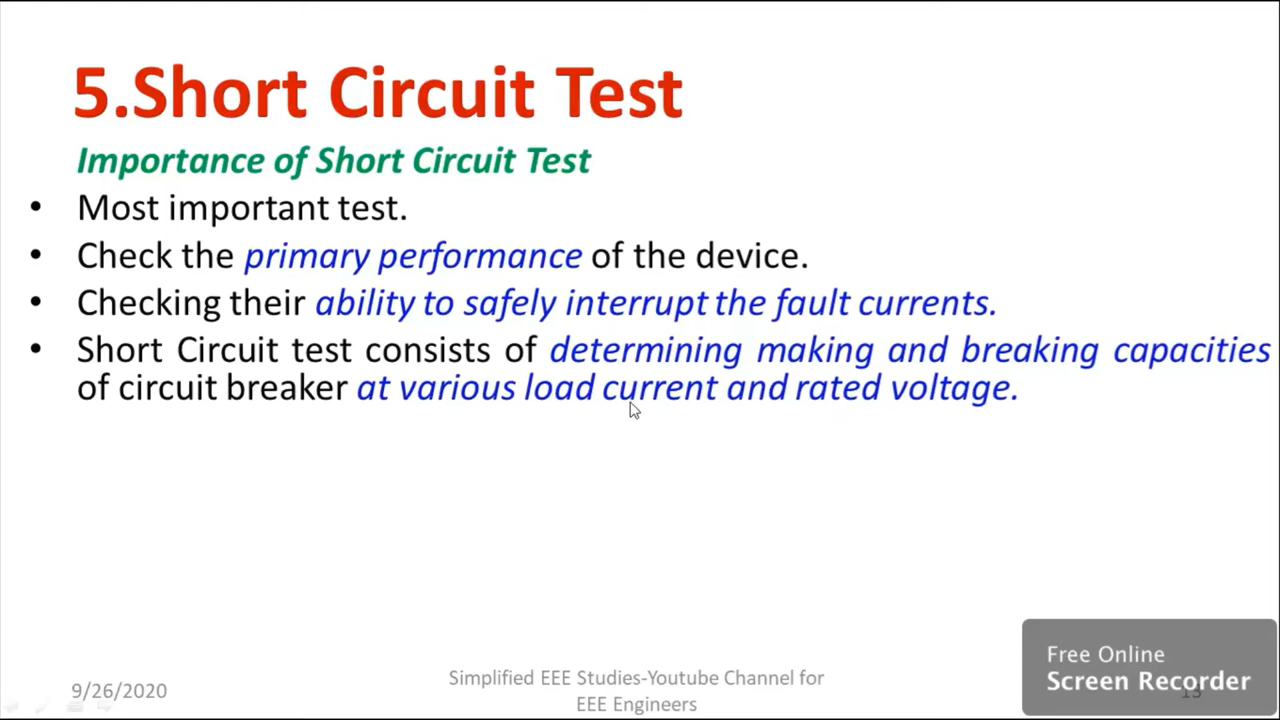 5.Short Circuit Test
Importance of Short Circuit Test
• Most important test.
• Check the primary performance of the device.
• Checking their ability to safely interrupt the fault currents.
• Short Circuit test consists of determining making and breaking capacities
of circuit breaker at various load current and rated voltage.
9/26/2020
Simplified EEE Studies-Youtube Channel for
EEE Engineers
Free Online
Screen Recorder